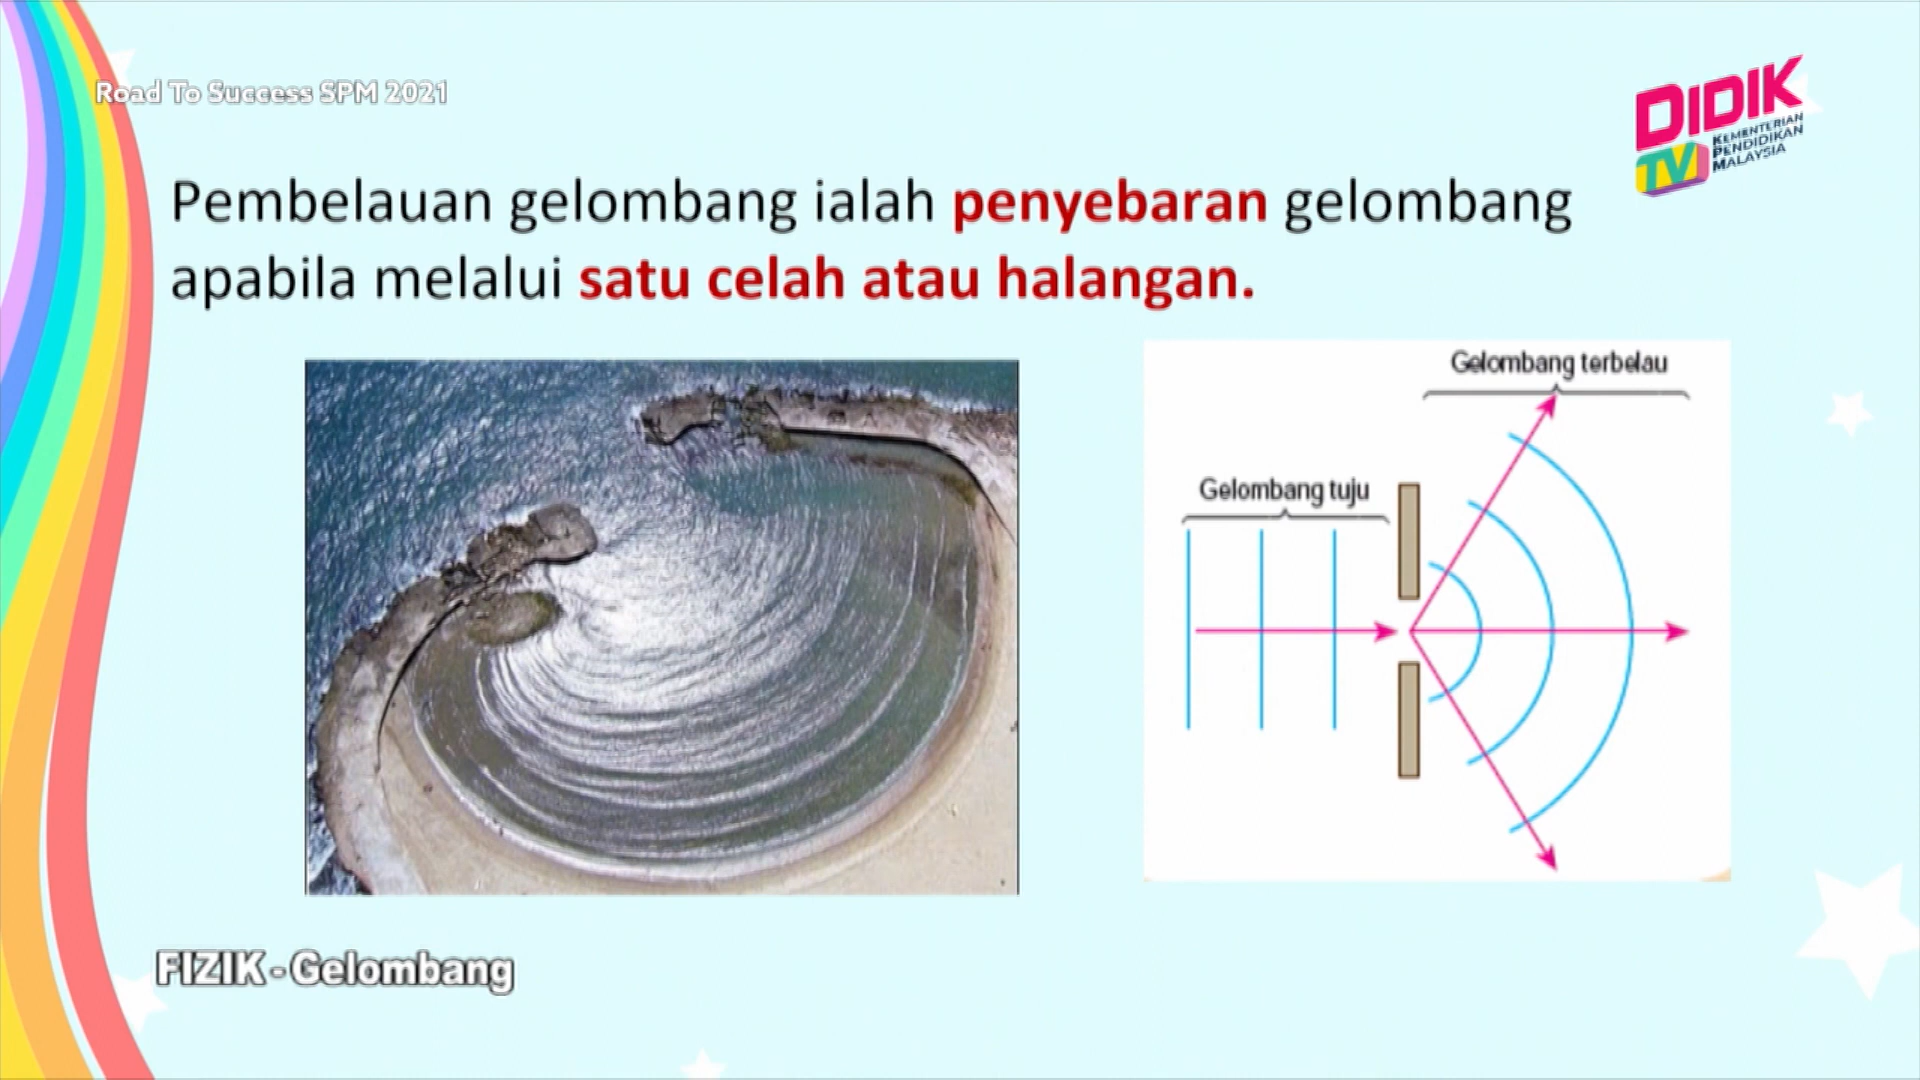 Road To Success SPM 2021
DIDIK
TV
KEMENTERIAN
PENDIDIKAN
MALAYSIA
Pembelauan gelombang ialah penyebaran gelombang
apabila melalui satu celah atau halangan.
Gelombang terbelau
Gelombang tuju
FIZIK - Gelombang